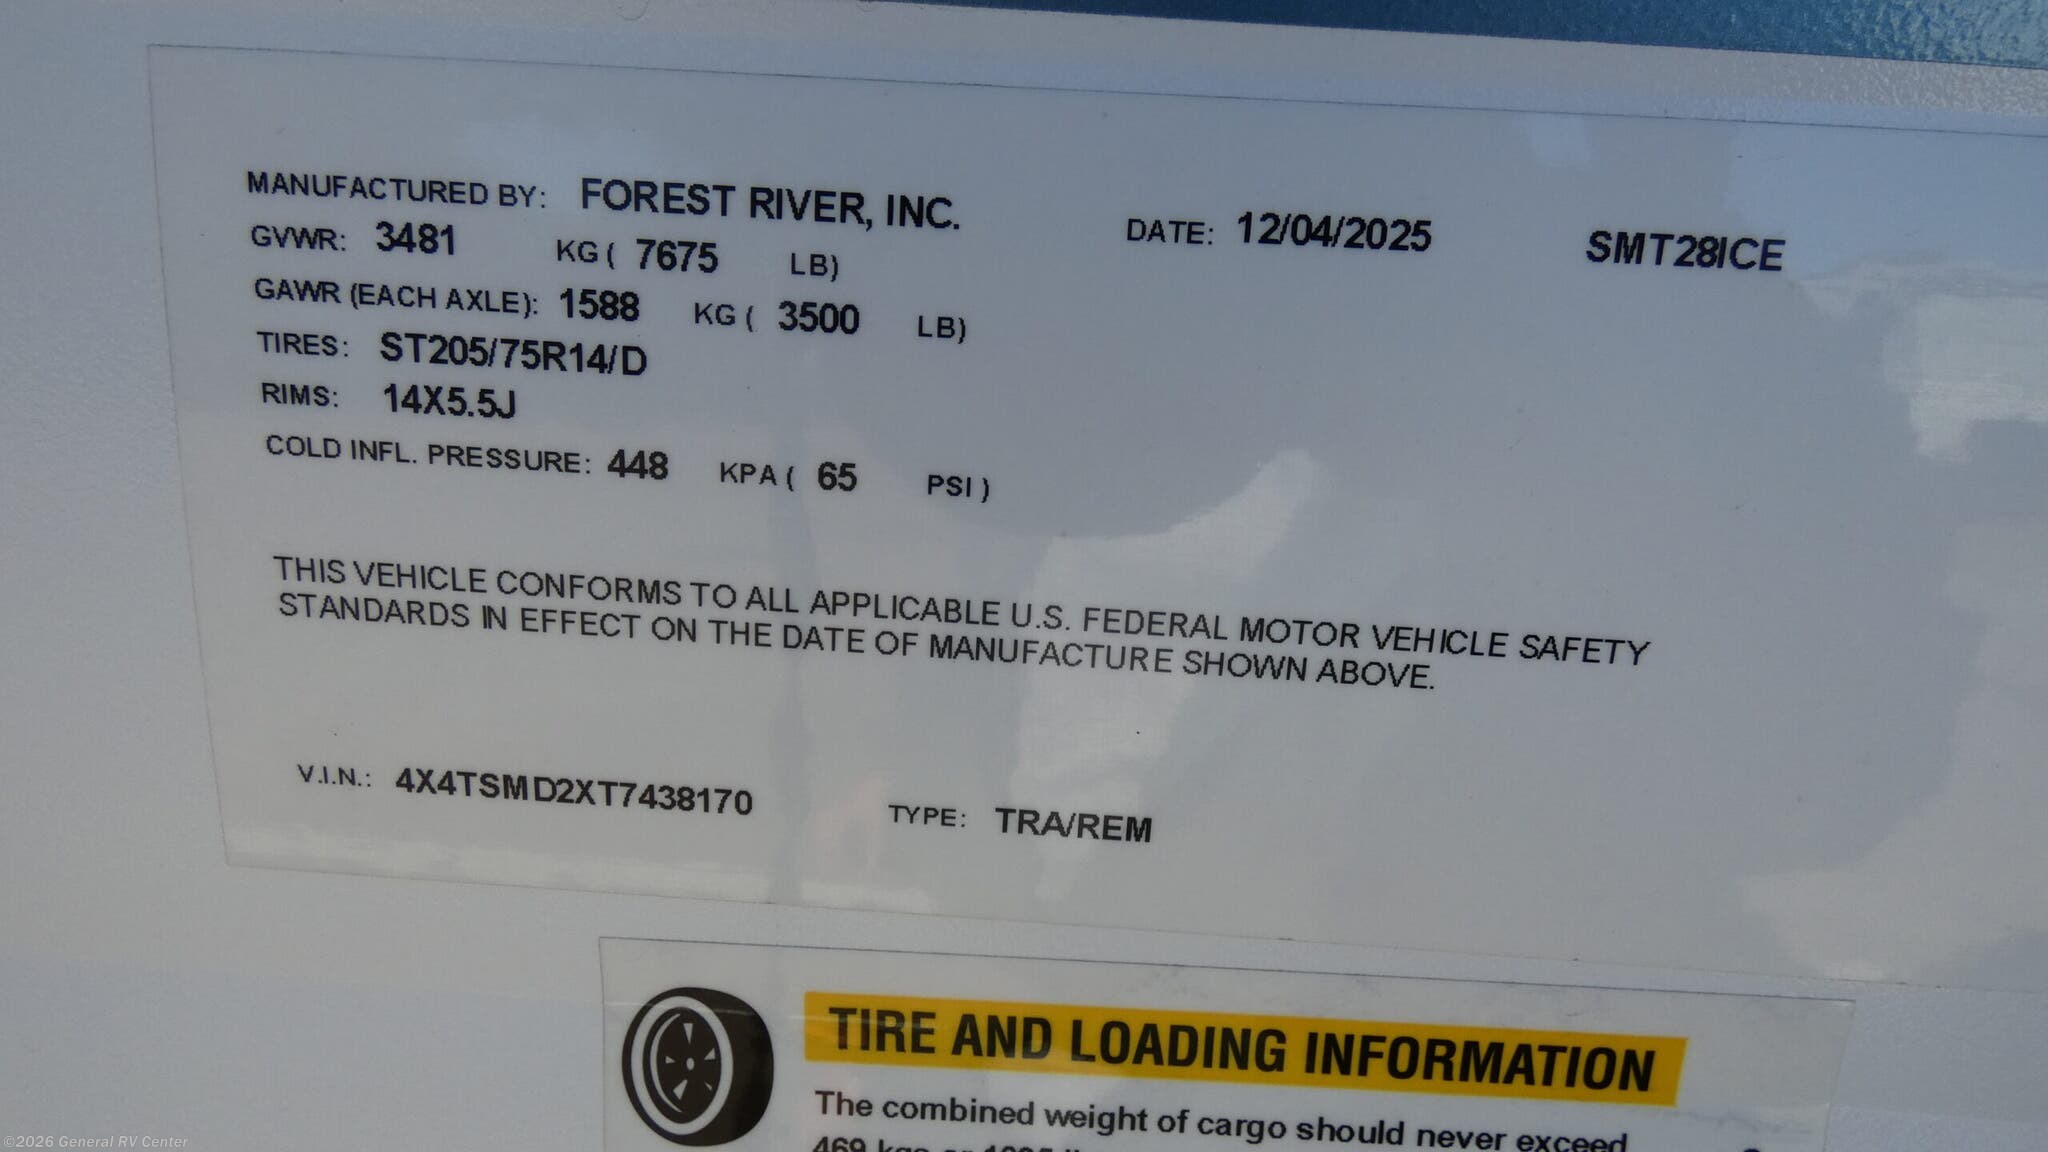 MANUFACTURED BY: FOREST RIVER, INC. DATE: 12/04/2025 SMT28ICE
GVWR: 3481 KG ( 7675 LB)
GAWR (EACH AXLE): 1588 KG ( 3500 LB)
TIRES: ST205/75R14/D
RIMS: 14X5.5J
COLD INFL. PRESSURE: 448 KPA ( 65 PSI )
THIS VEHICLE CONFORMS TO ALL APPLICABLE U.S. FEDERAL MOTOR VEHICLE SAFETY
STANDARDS IN EFFECT ON THE DATE OF MANUFACTURE SHOWN ABOVE.
V.I.N.: 4X4TSMD2XT7438170 TYPE: TRA/REM
TIRE AND LOADING INFORMATION
The combined weight of cargo should never exceed
469 kgs or
©2026 General RV Center